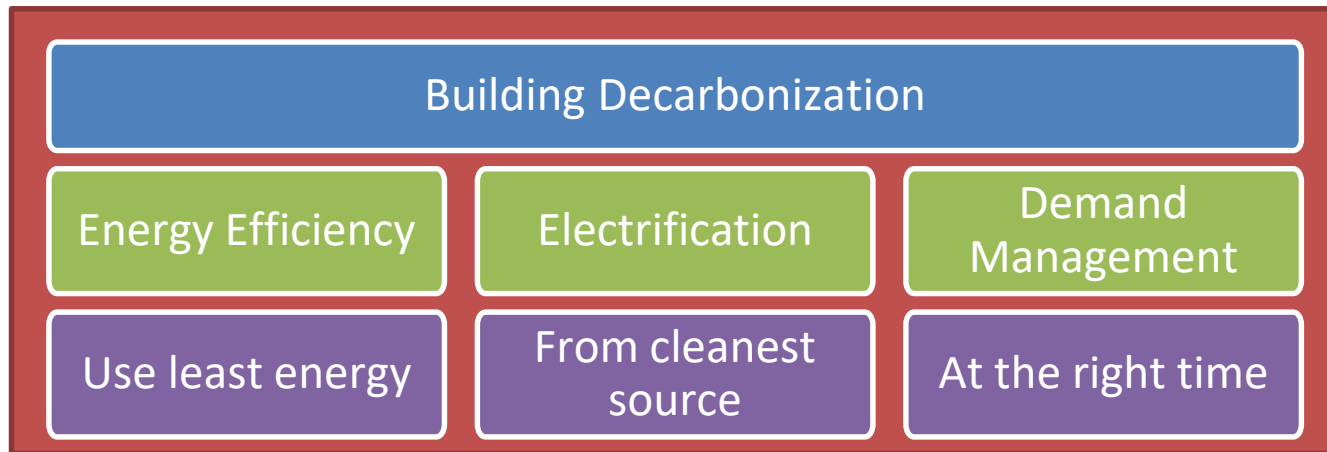 Building Decarbonization
Energy Efficiency
Electrification
Demand
Management
Use least energy
From cleanest
source
At the right time